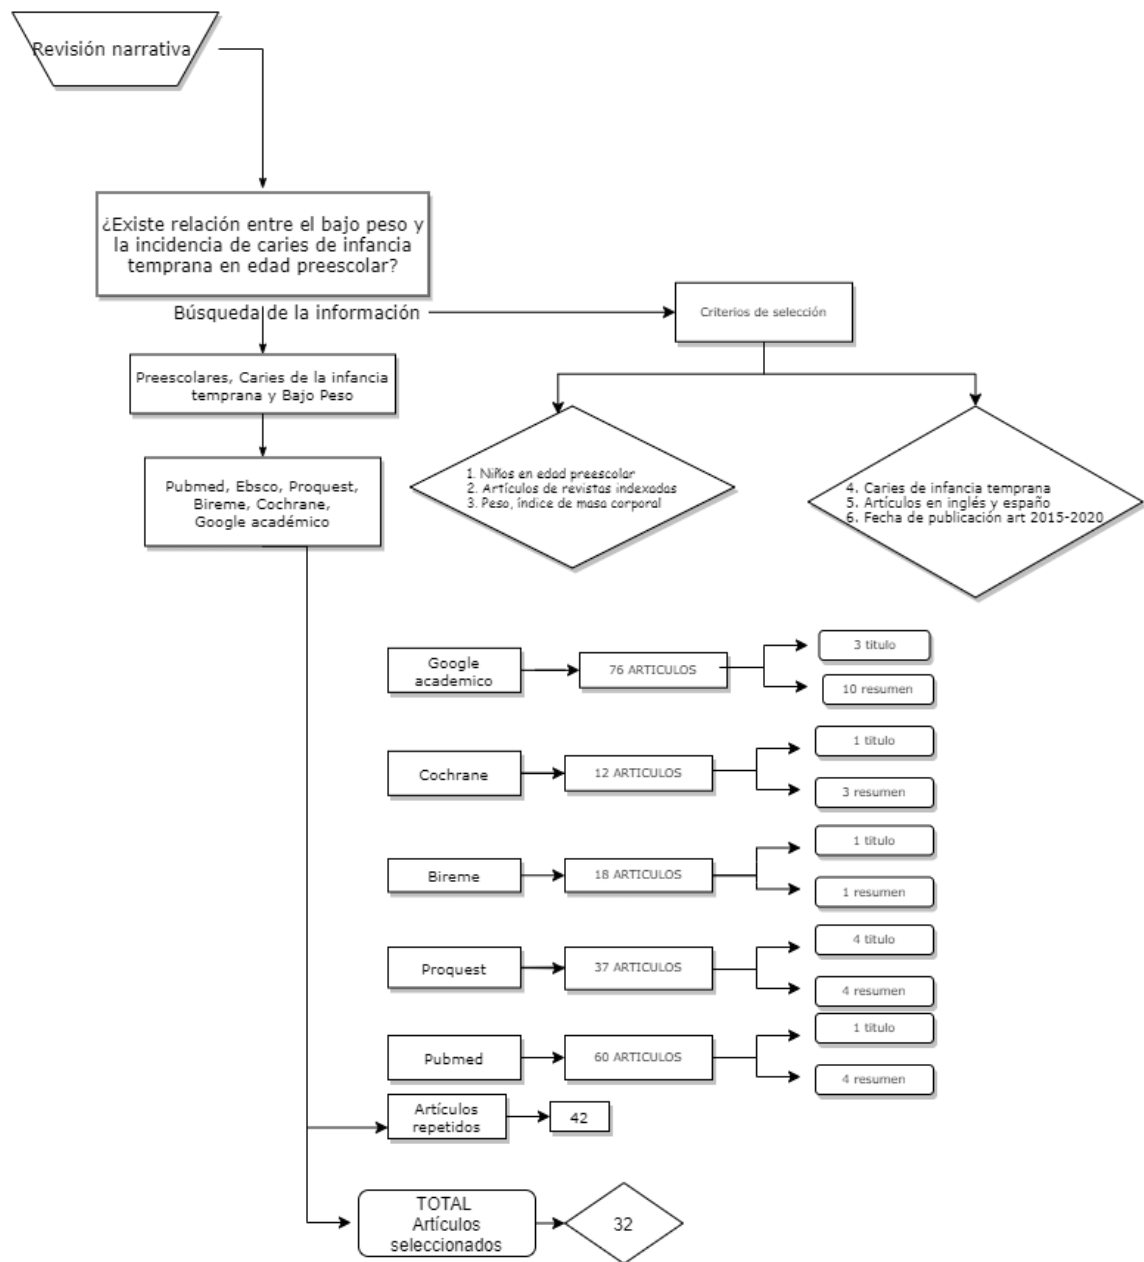 Revisión narrativa
¿Existe relación entre el bajo peso y
la incidencia de caries de infancia
temprana en edad preescolar?
Búsqueda de la información
Criterios de selección
Preescolares, Caries de la infancia
temprana y Bajo Peso
Pubmed, Ebsco, Proquest,
Bireme, Cochrane,
Google académico
1. Niños en edad preescolar
2. Artículos de revistas indexadas
3. Peso, índice de masa corporal
4. Caries de infancia temprana
5. Artículos en inglés y españo
6. Fecha de publicación art 2015-2020
Google
academico
76 ARTICULOS
3 titulo
10 resumen
Cochrane
12 ARTICULOS
1 titulo
3 resumen
Bireme
18 ARTICULOS
1 titulo
1 resumen
Proquest
37 ARTICULOS
4 titulo
4 resumen
Pubmed
60 ARTICULOS
1 titulo
4 resumen
Artículos
repetidos
42
TOTAL
Artículos
seleccionados
32